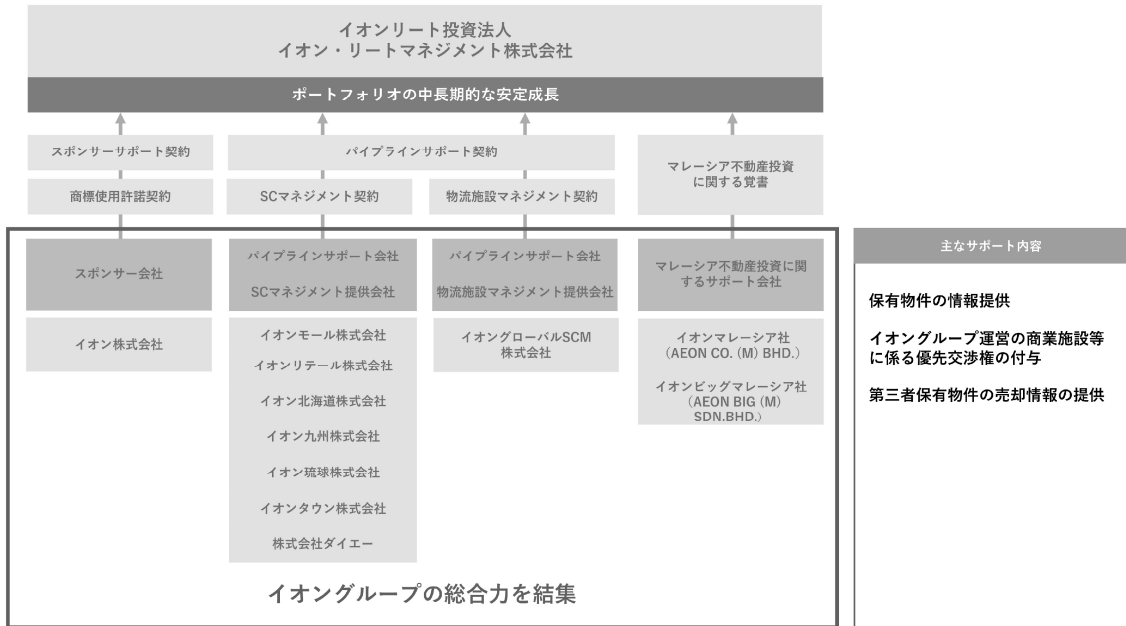 イオンリート投資法人
イオン・リートマネジメント株式会社
ポートフォリオの中長期的な安定成長
スポンサーサポート契約
パイプラインサポート契約
マレーシア不動産投資
に関する覚書
商標使用許諾契約
SCマネジメント契約
物流施設マネジメント契約
スポンサー会社
パイプラインサポート会社
SCマネジメント提供会社
パイプラインサポート会社
物流施設マネジメント提供会社
マレーシア不動産投資に関
するサポート会社
イオン株式会社
イオンモール株式会社
イオンリテール株式会社
イオン北海道株式会社
イオン九州株式会社
イオン琉球株式会社
イオンタウン株式会社
株式会社ダイエー
イオングローバルSCM
株式会社
イオンマレーシア社
（AEON CO. (M) BHD.）
イオンビッグマレーシア社
（AEON BIG (M)
SDN.BHD.）
イオングループの総合力を結集
主なサポート内容
保有物件の情報提供
イオングループ運営の商業施設等
に係る優先交渉権の付与
第三者保有物件の売却情報の提供